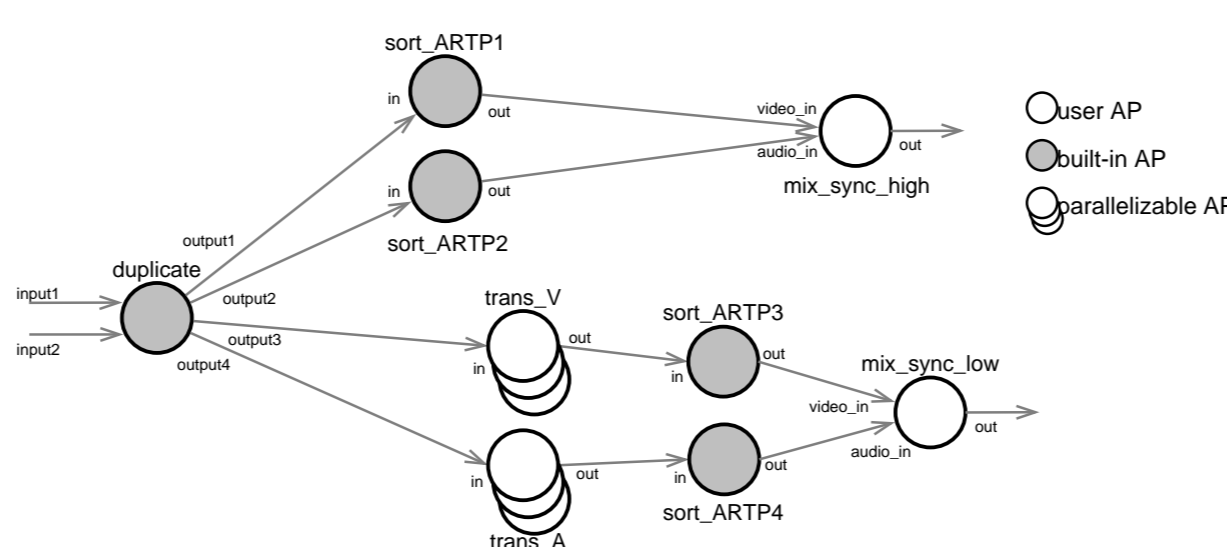 sort_ARTP1
in
out
sort_ARTP2
in
out
video_in
audio_in
out
mix_sync_high
user AP
built-in AP
parallelizable AP
duplicate
input1
input2
output1
output2
output3
output4
trans_V
in
out
sort_ARTP3
in
out
trans_A
in
out
sort_ARTP4
in
out
mix_sync_low
video_in
audio_in
out